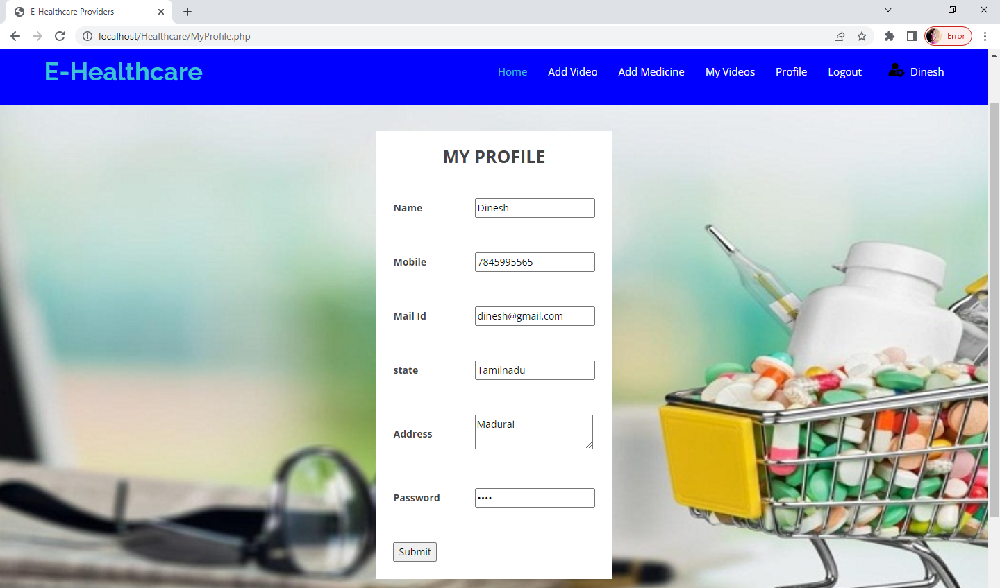 E-Healthcare Providers
localhost/Healthcare/MyProfile.php
Error
E-Healthcare
Home Add Video Add Medicine My Videos Profile Logout Dinesh
MY PROFILE
Name Dinesh
Mobile 7845995565
Mail Id dinesh@gmail.com
state Tamilnadu
Address Madurai
Password ••••
Submit